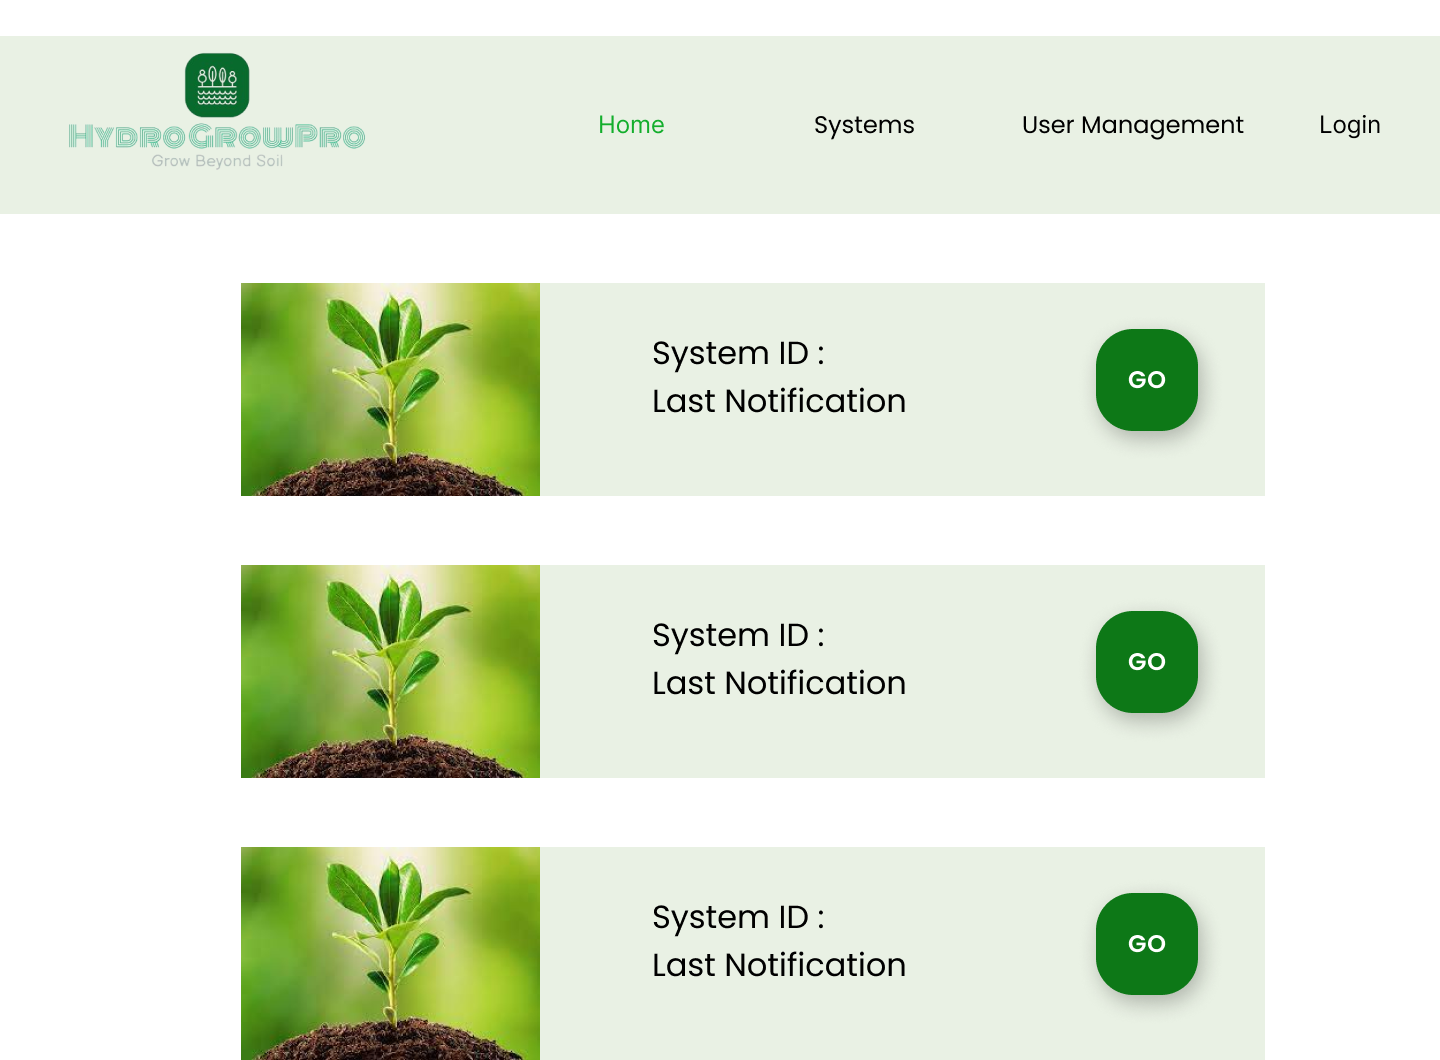 HydroGrowPro
Grow Beyond Soil
Home Systems User Management Login
System ID :
Last Notification
GO
System ID :
Last Notification
GO
System ID :
Last Notification
GO